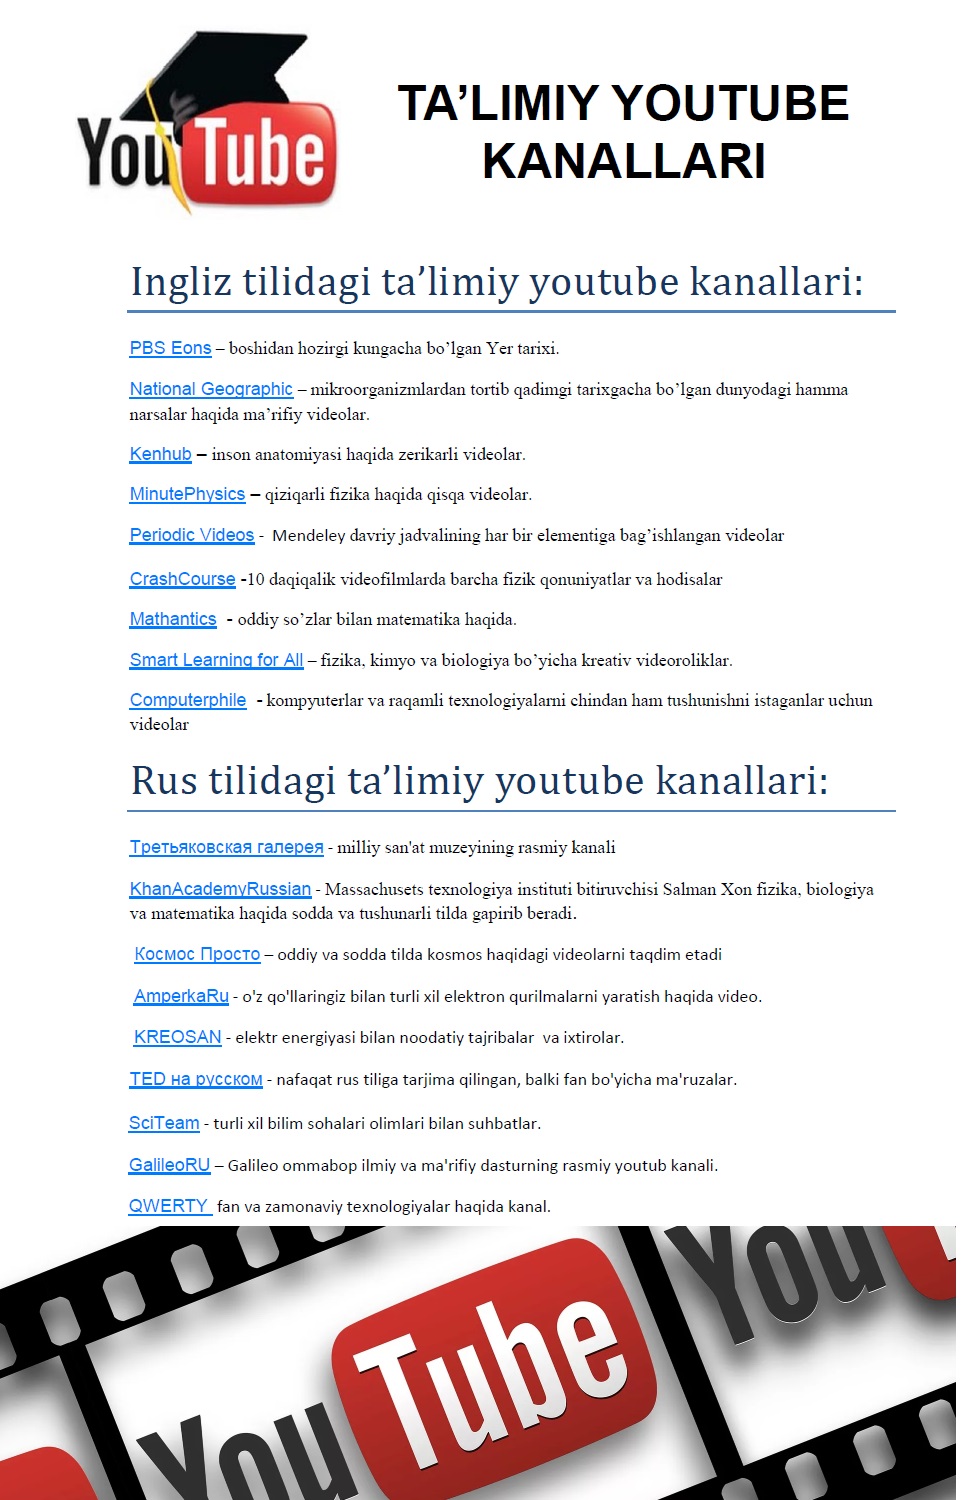 YouTube
TA’LIMIY YOUTUBE
KANALLARI
Ingliz tilidagi ta’limiy youtube kanallari:
PBS Eons – boshidan hozirgi kungacha bo’lgan Yer tarixi.
National Geographic – mikroorganizmlardan tortib qadimgi tarixgacha bo’lgan dunyodagi hamma
narsalar haqida ma’rifiy videolar.
Kenhub – inson anatomiyasi haqida zerikarli videolar.
MinutePhysics – qiziqarli fizika haqida qisqa videolar.
Periodic Videos - Mendeley davriy jadvalining har bir elementiga bag’ishlangan videolar
CrashCourse -10 daqiqalik videofilmlarda barcha fizik qonuniyatlar va hodisalar
Mathantics - oddiy so’zlar bilan matematika haqida.
Smart Learning for All – fizika, kimyo va biologiya bo’yicha kreativ videoroliklar.
Computerphile - kompyuterlar va raqamli texnologiyalarni chindan ham tushunishni istaganlar uchun
videolar
Rus tilidagi ta’limiy youtube kanallari:
Третьяковская галерея - milliy san'at muzeyining rasmiy kanali
KhanAcademyRussian - Massachusets texnologiya instituti bitiruvchisi Salman Xon fizika, biologiya
va matematika haqida sodda va tushunarli tilda gapirib beradi.
Космос Просто – oddiy va sodda tilda kosmos haqidagi videolarni taqdim etadi
AmperkaRu - o'z qo'llaringiz bilan turli xil elektron qurilmalarni yaratish haqida video.
KREOSAN - elektr energiyasi bilan noodatiy tajribalar va ixtirolar.
TED на русском - nafaqat rus tiliga tarjima qilingan, balki fan bo'yicha ma'ruzalar.
SciTeam - turli xil bilim sohalari olimlari bilan suhbatlar.
GalileoRU – Galileo ommabop ilmiy va ma'rifiy dasturning rasmiy youtub kanali.
QWERTY fan va zamonaviy texnologiyalar haqida kanal.
YouTube
You